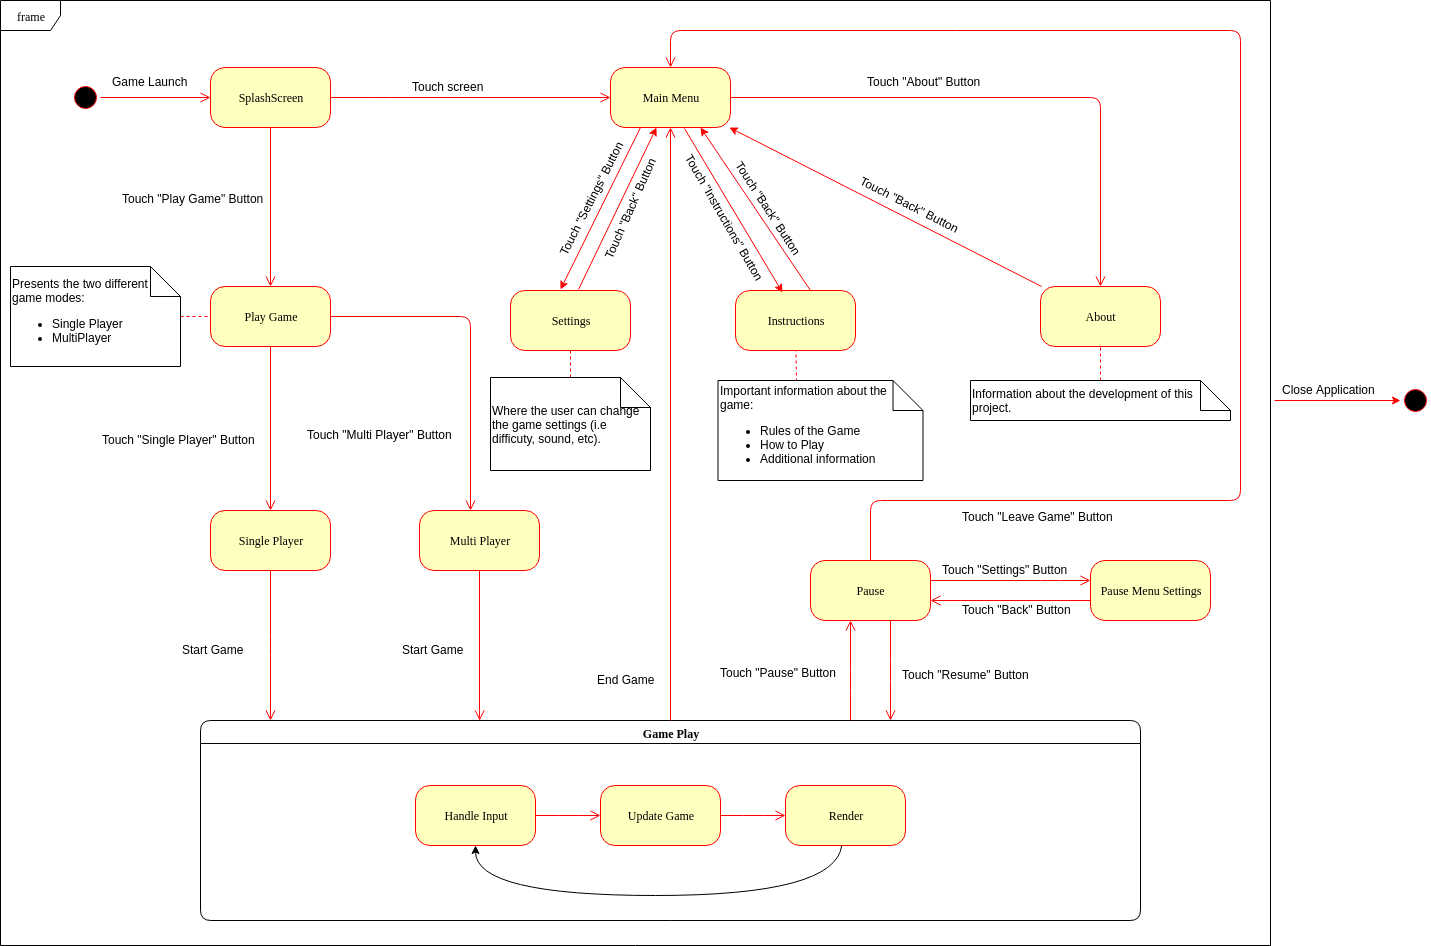 frame
Game Launch
SplashScreen
Touch screen
Main Menu
Touch "About" Button
Touch "Play Game" Button
Touch "Settings" Button
Touch "Back" Button
Touch "Instructions" Button
Touch "Back" Button
Touch "Back" Button
Presents the two different
game modes:
• Single Player
• MultiPlayer
Play Game
Settings
Instructions
About
Where the user can change
the game settings (i.e
difficuty, sound, etc).
Important information about the
game:
• Rules of the Game
• How to Play
• Additional information
Information about the development of this
project.
Close Application
Touch "Single Player" Button
Touch "Multi Player" Button
Single Player
Multi Player
Touch "Leave Game" Button
Pause
Touch "Settings" Button
Touch "Back" Button
Pause Menu Settings
Start Game
Start Game
End Game
Touch "Pause" Button
Touch "Resume" Button
Game Play
Handle Input
Update Game
Render